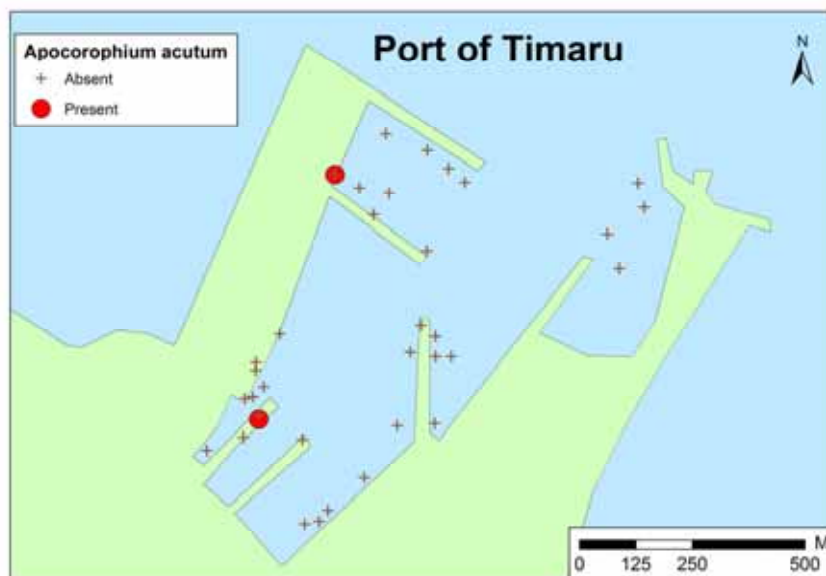 Port of Timaru
Apocorophium acutum
Absent
Present
N
M
0 125 250 500